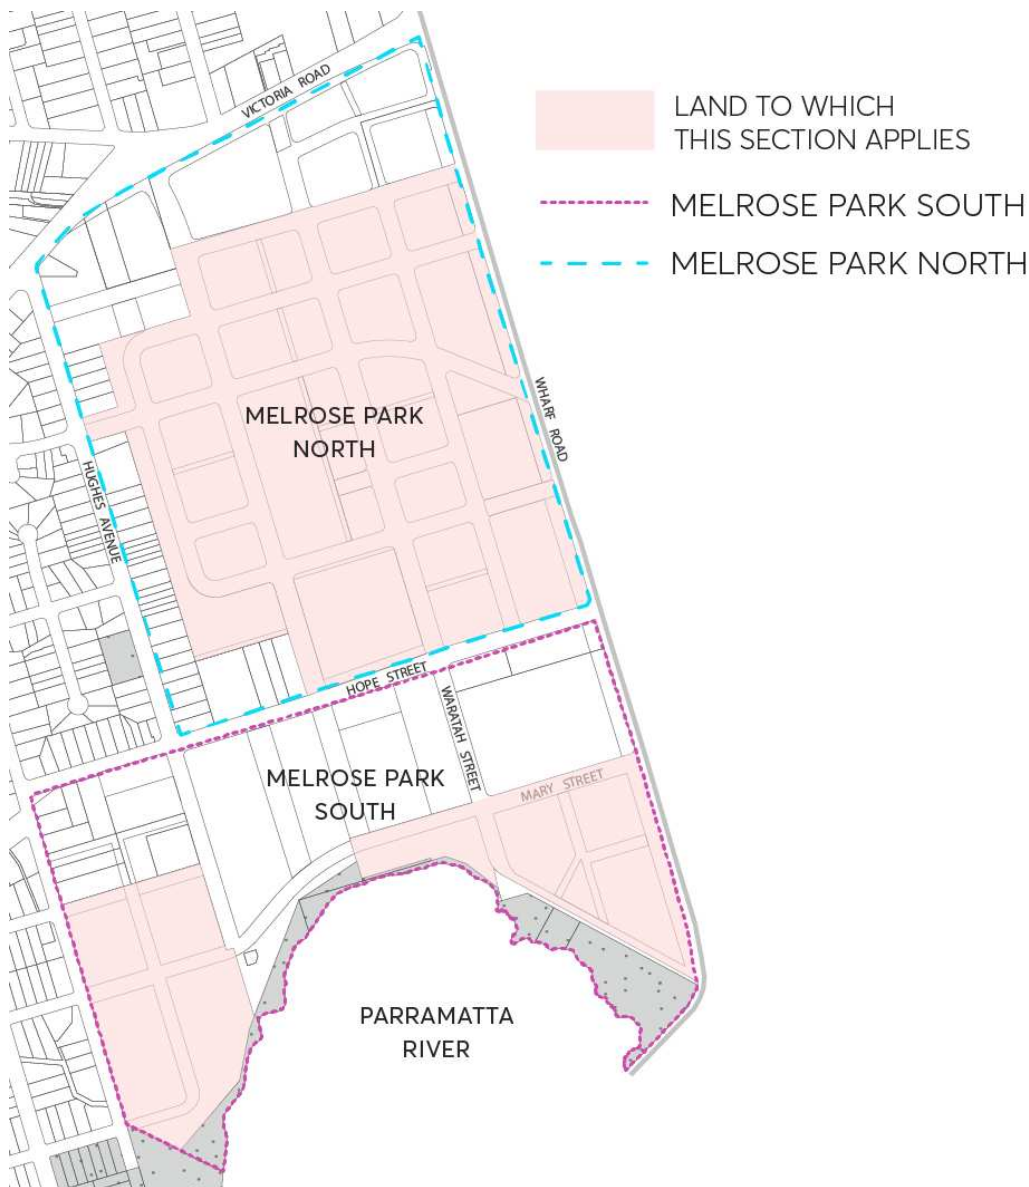 VICTORIA ROAD
LAND TO WHICH
THIS SECTION APPLIES
MELROSE PARK SOUTH
MELROSE PARK NORTH
WHARF ROAD
MELROSE PARK
NORTH
HUGHES AVENUE
HOPE STREET
WARATAH STREET
MELROSE PARK
SOUTH
MARY STREET
PARRAMATTA
RIVER